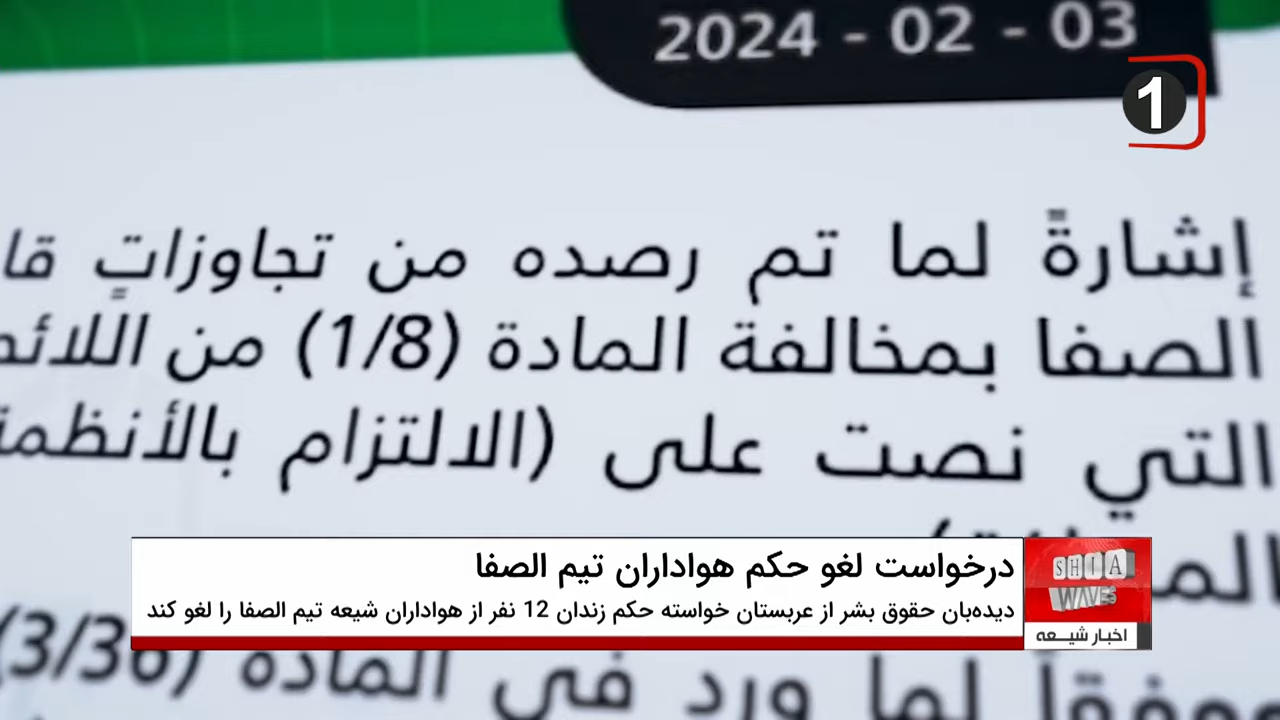 2024 - 02 - 03
1
إشارةً لما تم رصده من تجاوزاتٍ
الصفا بمخالفة المادة (1/8) من
التي نصت على (الالتزام
درخواست لغو حکم هواداران تیم الصفا
دیده‌بان حقوق بشر از عربستان خواسته حکم زندان 12 نفر از هواداران شیعه تیم الصفا را لغو کند
SHIA
WAVES
اخبار شیعه
لما ورد في المادة (3/36)